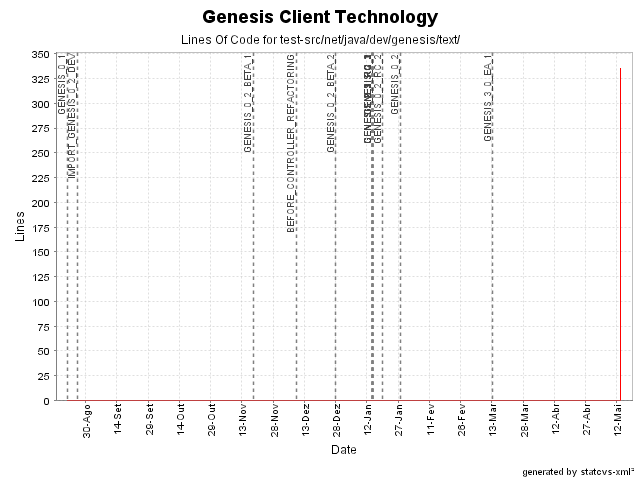 Genesis Client Technology
Lines Of Code for test-src/net/java/dev/genesis/text/
Lines
350
325
300
275
250
225
200
175
150
125
100
75
50
25
0
GENESIS_0_1
IMPORT_GENESIS_0_2_DEV
GENESIS_0_2_BETA_1
BEFORE_CONTROLLER_REFACTORING
GENESIS_0_2_BETA_2
GENESIS_0_2_RC_2
GENESIS_0_2
GENESIS_3_0_EA_1
30-Ago
14-Set
29-Set
14-Out
29-Out
13-Nov
28-Nov
13-Dez
28-Dez
12-Jan
27-Jan
11-Fev
26-Fev
13-Mar
28-Mar
12-Abr
27-Abr
12-Mai
Date
generated by statcvs-xml²